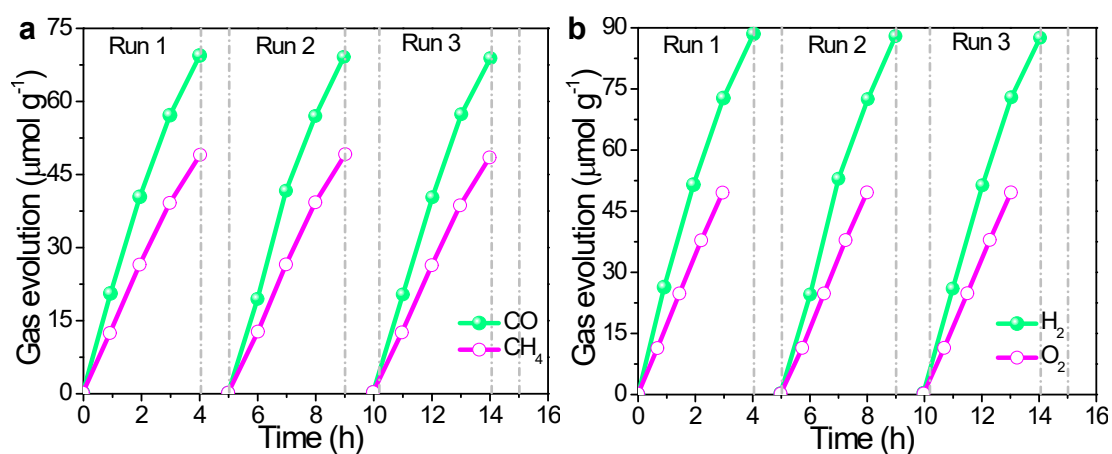 a
Run 1 Run 2 Run 3
75
60
45
30
15
0
Gas evolution (μmol g⁻¹)
CO
CH₄
0 2 4 6 8 10 12 14 16
Time (h)
b
Run 1 Run 2 Run 3
90
75
60
45
30
15
0
Gas evolution (μmol g⁻¹)
H₂
O₂
0 2 4 6 8 10 12 14 16
Time (h)